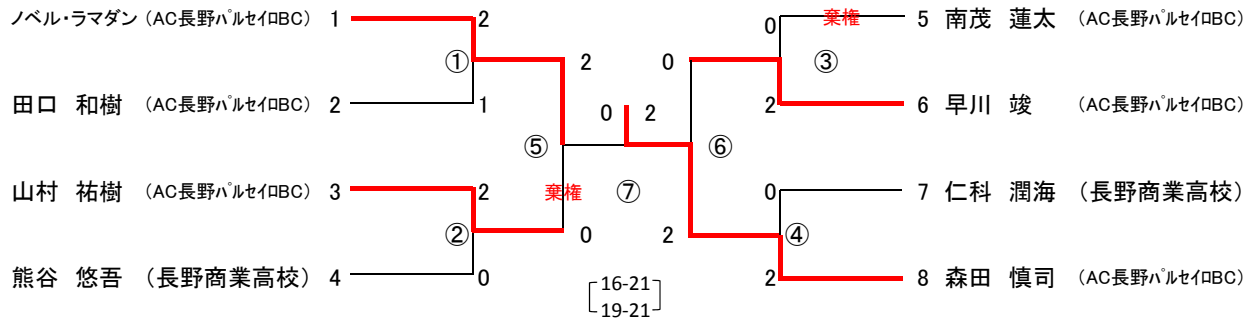 ノベル・ラマダン (AC長野パルセイロBC) 1 2 0 棄権 5 南茂 蓮太 (AC長野パルセイロBC)
① 2 0 ③
田口 和樹 (AC長野パルセイロBC) 2 1 0 2 2 6 早川 竣 (AC長野パルセイロBC)
⑤ ⑥
山村 祐樹 (AC長野パルセイロBC) 3 2 棄権 ⑦ 0 7 仁科 潤海 (長野商業高校)
② 0 2 ④
熊谷 悠吾 (長野商業高校) 4 0 2 8 森田 慎司 (AC長野パルセイロBC)
16-21
19-21